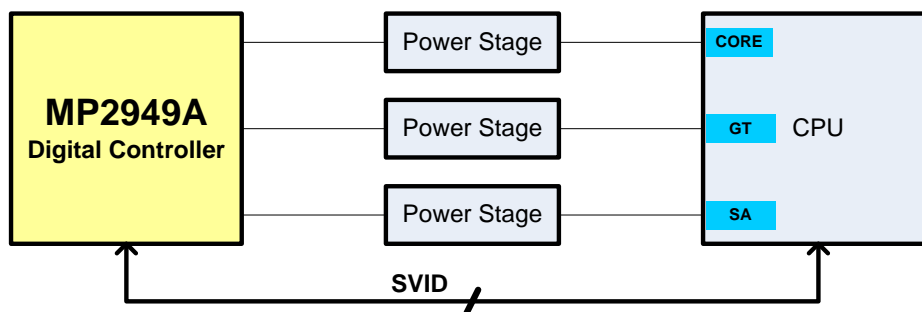 MP2949A
Digital Controller
Power Stage
Power Stage
Power Stage
CORE
GT
SA
CPU
SVID